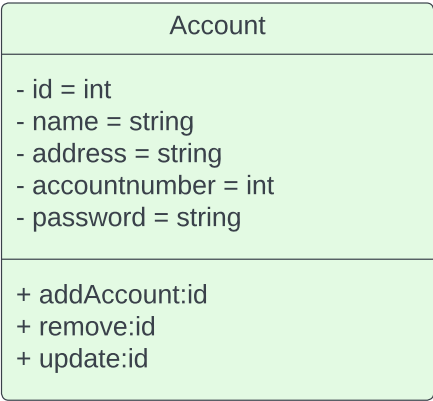 Account
- id = int
- name = string
- address = string
- accountnumber = int
- password = string
+ addAccount:id
+ remove:id
+ update:id